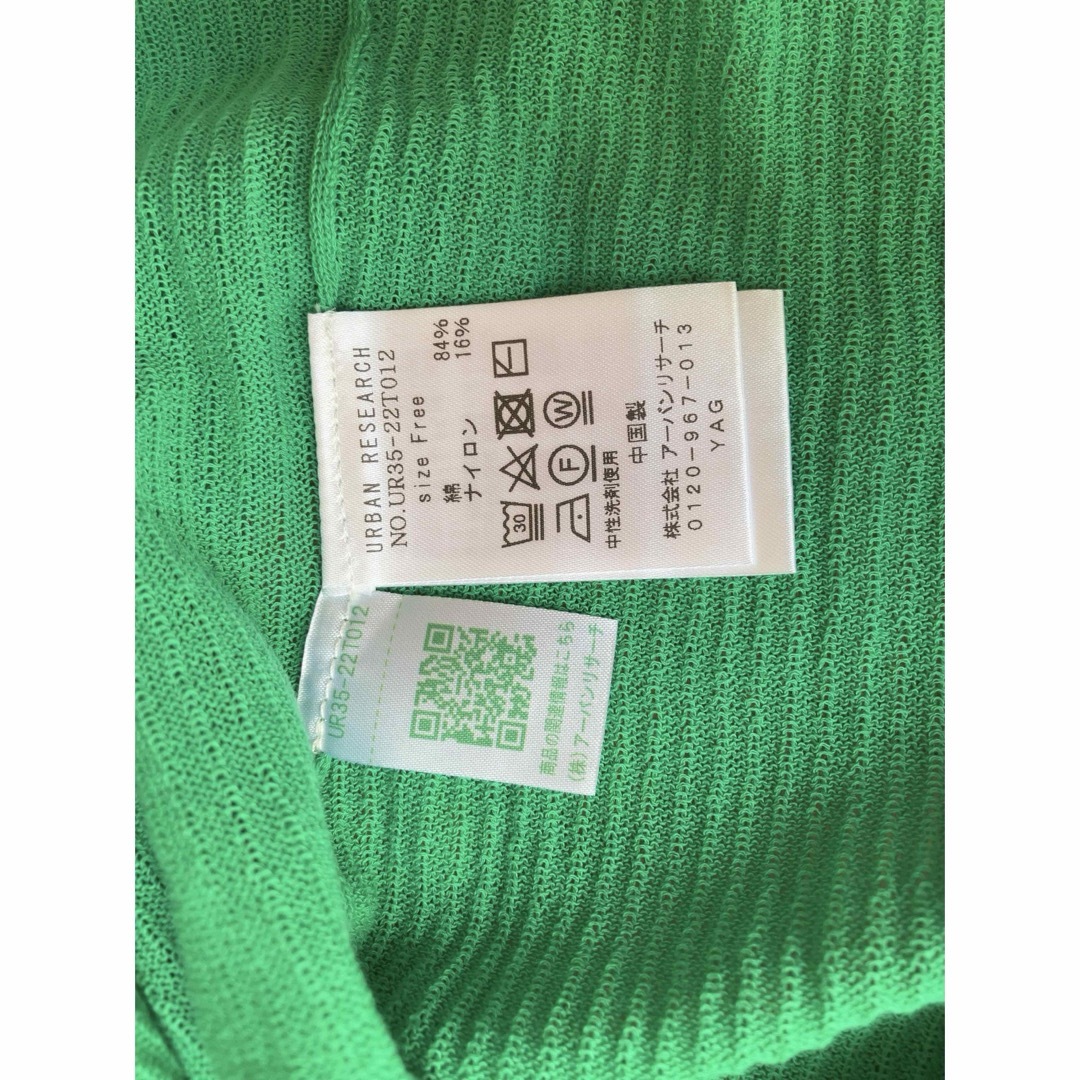 URBAN RESEARCH
NO.UR35-22T012
size Free
綿 84%
ナイロン 16%
30
F W
中性洗剤使用
中国製
株式会社 アーバンリサーチ
0120-967-013
YAG
UR35-22T012
商品の関連情報はこちら
(株)アーバンリサーチ